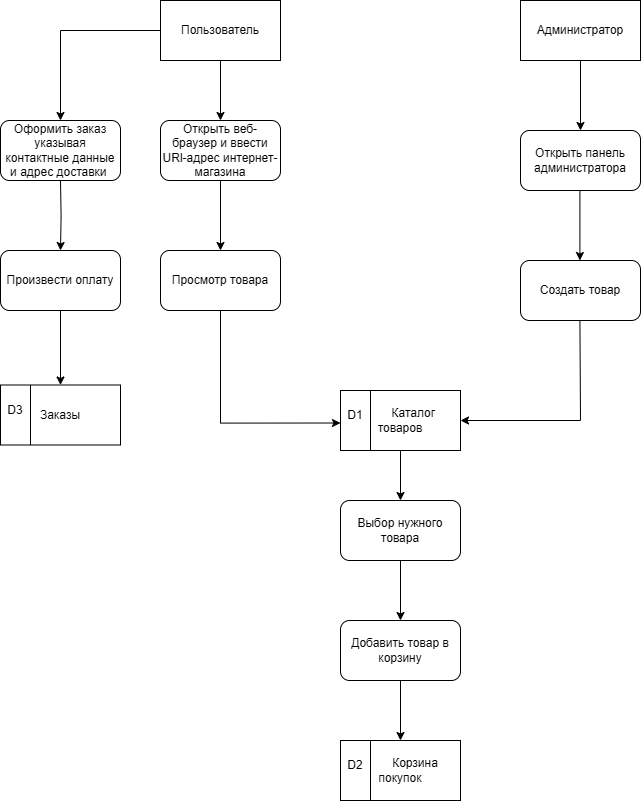 Пользователь
Администратор
Оформить заказ
указывая
контактные данные
и адрес доставки
Открыть веб-
браузер и ввести
URI-адрес интернет-
магазина
Открыть панель
администратора
Произвести оплату
Просмотр товара
Создать товар
D3
Заказы
D1
Каталог
товаров
Выбор нужного
товара
Добавить товар в
корзину
D2
Корзина
покупок